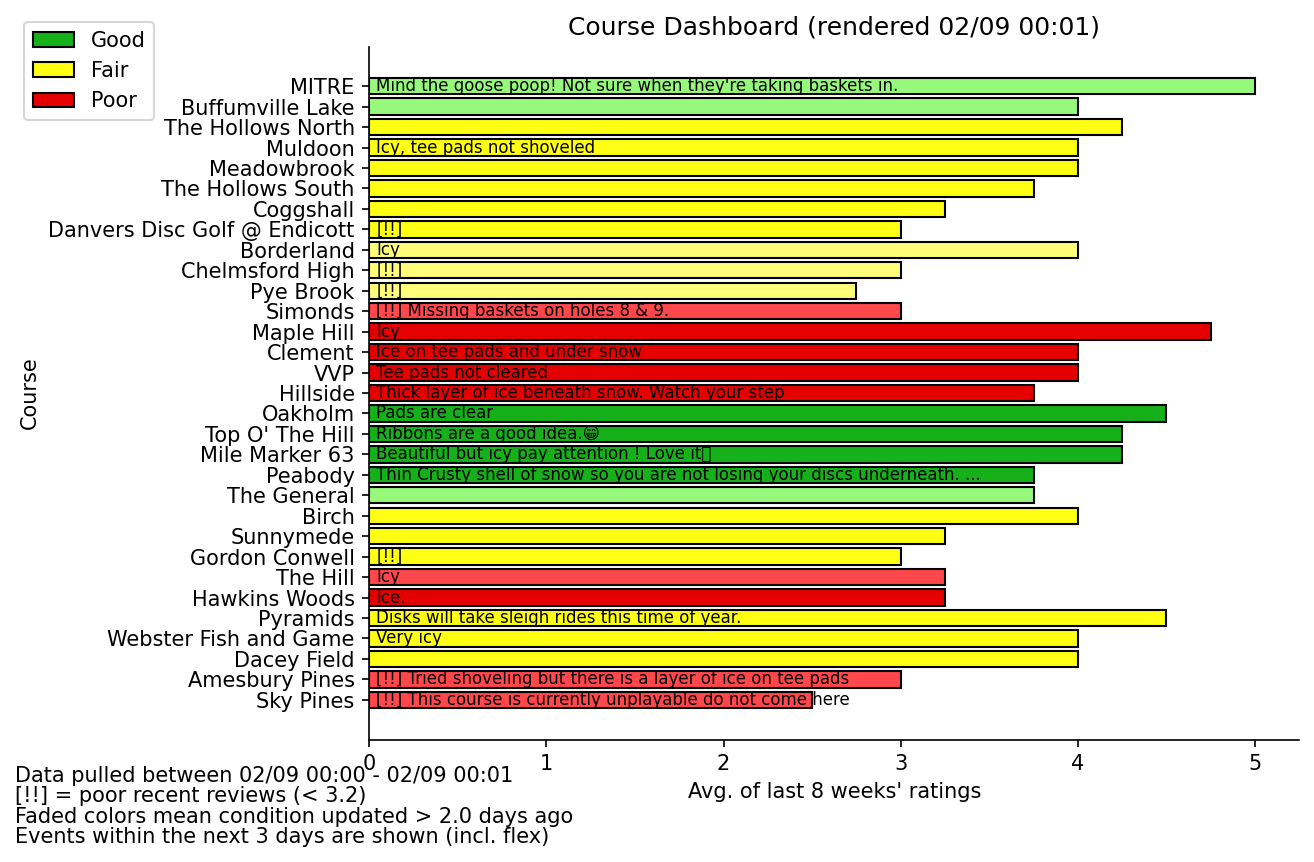 Course Dashboard (rendered 02/09 00:01)
Good
Fair
Poor
MITRE Mind the goose poop! Not sure when they're taking baskets in.
Buffumville Lake
The Hollows North
Muldoon Icy, tee pads not shoveled
Meadowbrook
The Hollows South
Coggshall
Danvers Disc Golf @ Endicott [!!]
Borderland Icy
Chelmsford High [!!]
Pye Brook [!!]
Simonds [!!] Missing baskets on holes 8 & 9.
Maple Hill Icy
Clement Ice on tee pads and under snow
VVP Tee pads not cleared
Hillside Thick layer of ice beneath snow. Watch your step
Oakholm Pads are clear
Top O' The Hill Ribbons are a good idea.😁
Mile Marker 63 Beautiful but icy pay attention ! Love it▯
Peabody Thin Crusty shell of snow so you are not losing your discs underneath. ...
The General
Birch
Sunnymede
Gordon Conwell [!!]
The Hill Icy
Hawkins Woods Ice.
Pyramids Disks will take sleigh rides this time of year.
Webster Fish and Game Very icy
Dacey Field
Amesbury Pines [!!] Tried shoveling but there is a layer of ice on tee pads
Sky Pines [!!] This course is currently unplayable do not come here
Course
0 1 2 3 4 5
Avg. of last 8 weeks' ratings
Data pulled between 02/09 00:00 - 02/09 00:01
[!!] = poor recent reviews (< 3.2)
Faded colors mean condition updated > 2.0 days ago
Events within the next 3 days are shown (incl. flex)